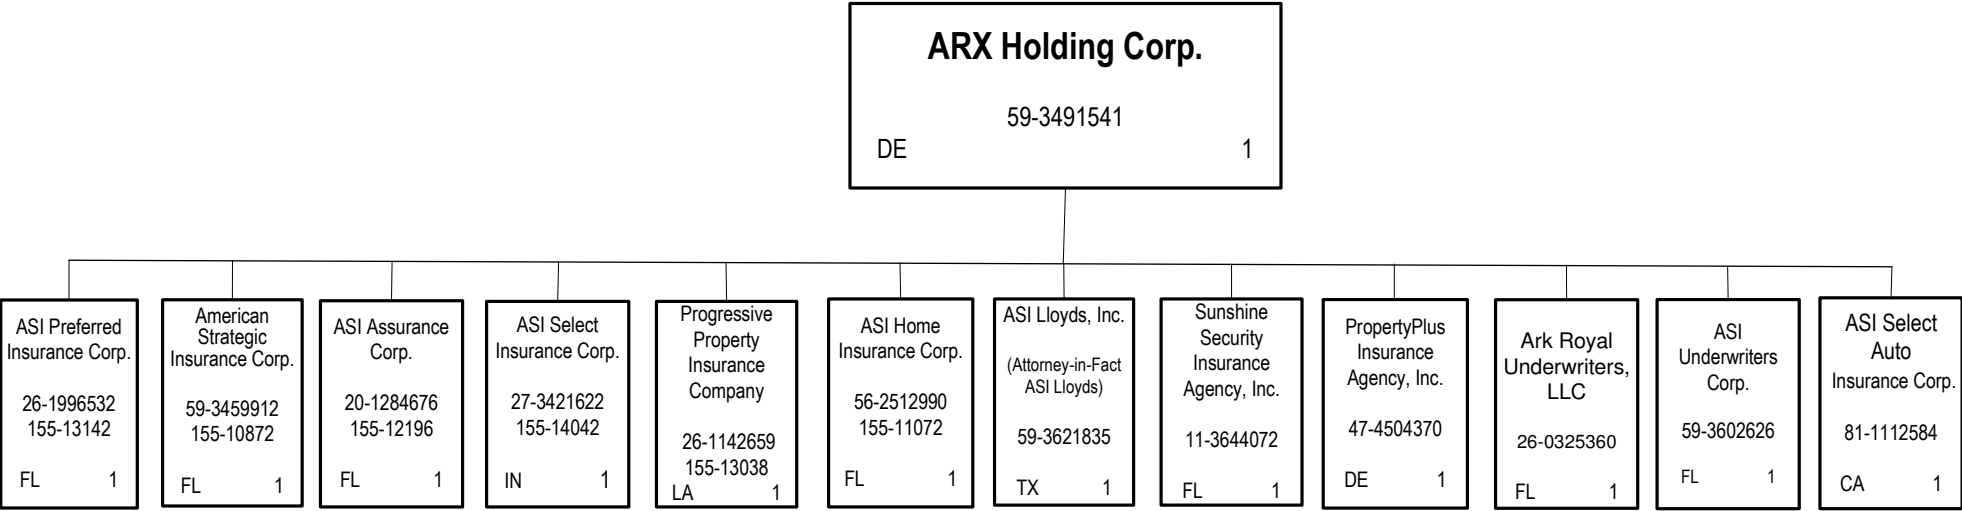 ARX Holding Corp.
59-3491541
DE 1
ASI Preferred
Insurance Corp.
26-1996532
155-13142
FL 1
American
Strategic
Insurance Corp.
59-3459912
155-10872
FL 1
ASI Assurance
Corp.
20-1284676
155-12196
FL 1
ASI Select
Insurance Corp.
27-3421622
155-14042
IN 1
Progressive
Property
Insurance
Company
26-1142659
155-13038
LA 1
ASI Home
Insurance Corp.
56-2512990
155-11072
FL 1
ASI Lloyds, Inc.
(Attorney-in-Fact
ASI Lloyds)
59-3621835
TX 1
Sunshine
Security
Insurance
Agency, Inc.
11-3644072
FL 1
PropertyPlus
Insurance
Agency, Inc.
47-4504370
DE 1
Ark Royal
Underwriters,
LLC
26-0325360
FL 1
ASI
Underwriters
Corp.
59-3602626
FL 1
ASI Select
Auto
Insurance Corp.
81-1112584
CA 1